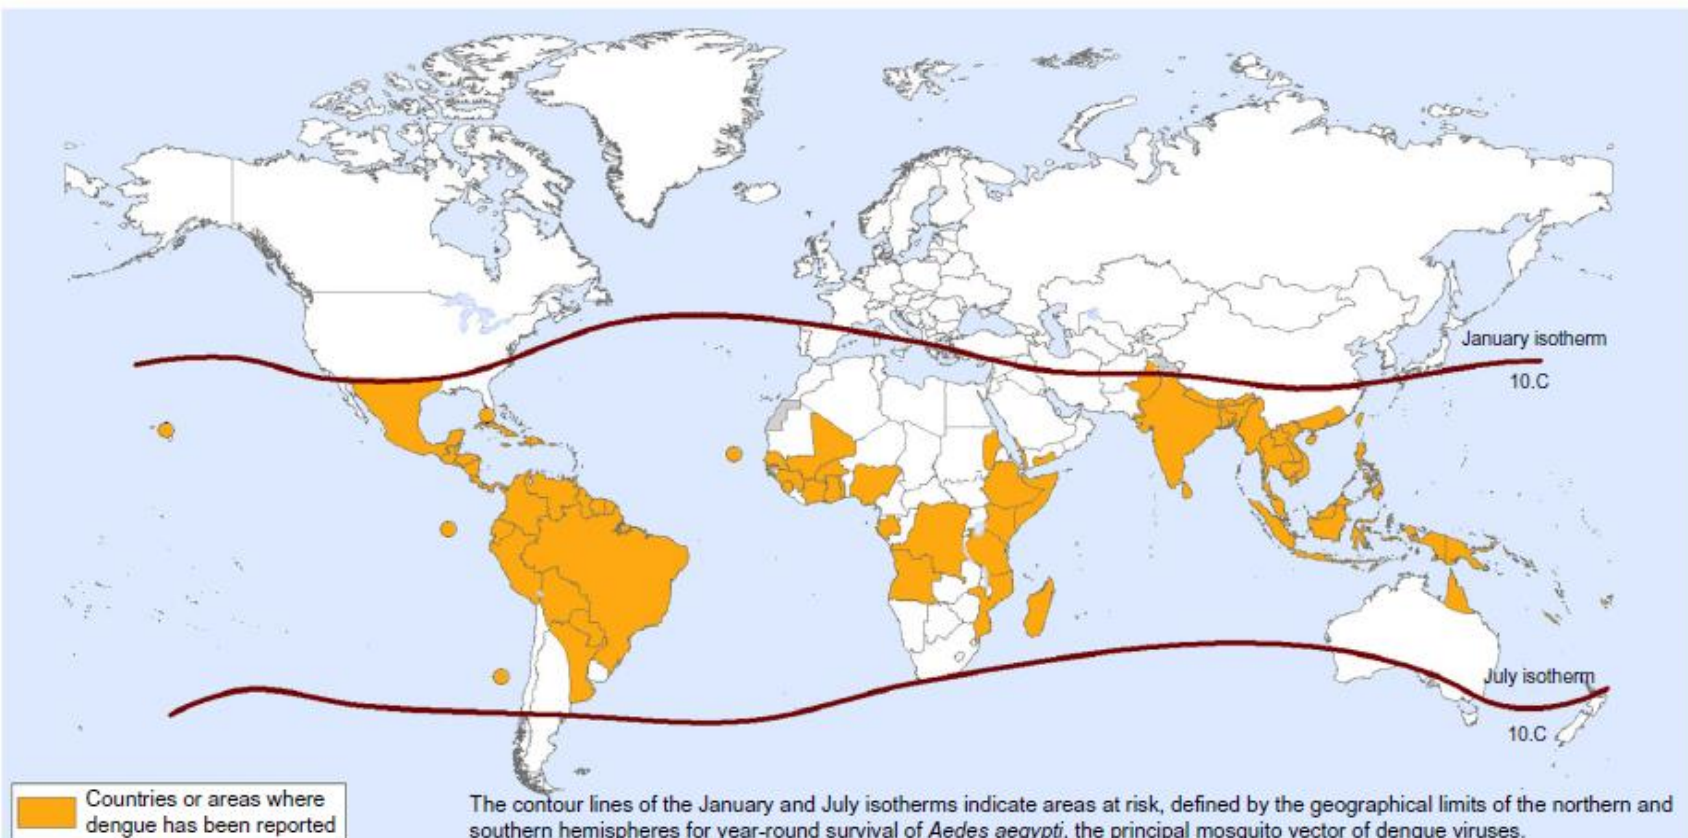 January isotherm
10.C
July isotherm
10.C
Countries or areas where
dengue has been reported
The contour lines of the January and July isotherms indicate areas at risk, defined by the geographical limits of the northern and
southern hemispheres for year-round survival of Aedes aegypti, the principal mosquito vector of dengue viruses.